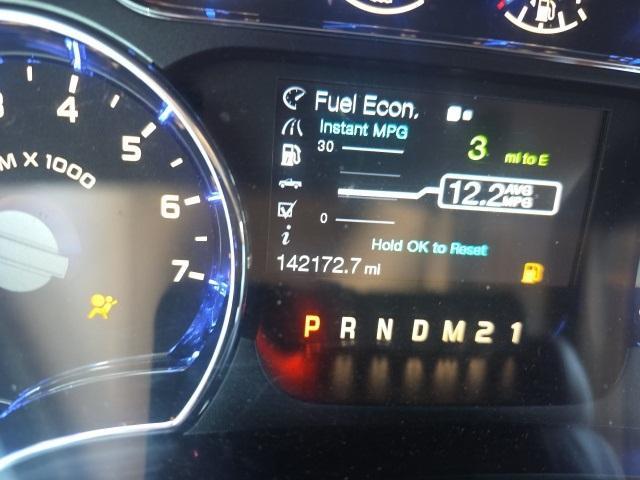 4
5
6
7
M X 1000
Fuel Econ.
Instant MPG
30
3 mi to E
12.2 AVG MPG
0
Hold OK to Reset
142172.7 mi
P R N D M 2 1